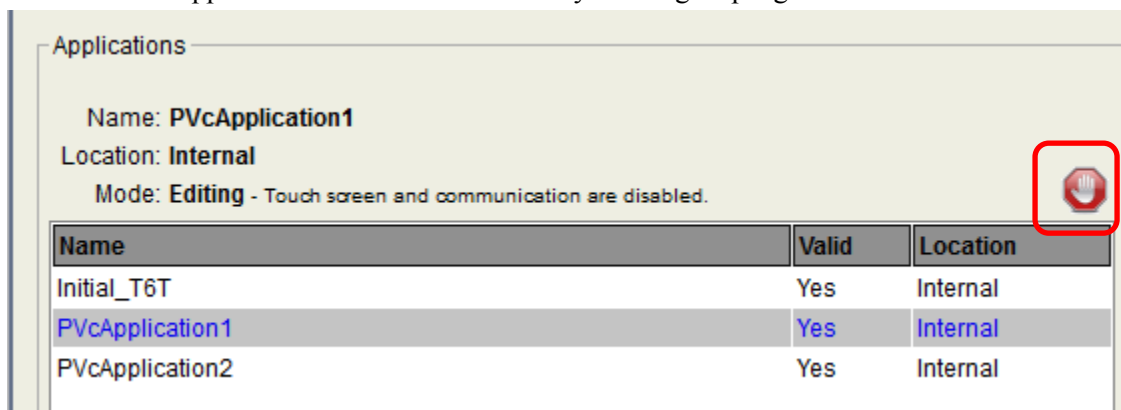 Applications
Name: PVcApplication1
Location: Internal
Mode: Editing - Touch screen and communication are disabled.
Name Valid Location
Initial_T6T Yes Internal
PVcApplication1 Yes Internal
PVcApplication2 Yes Internal